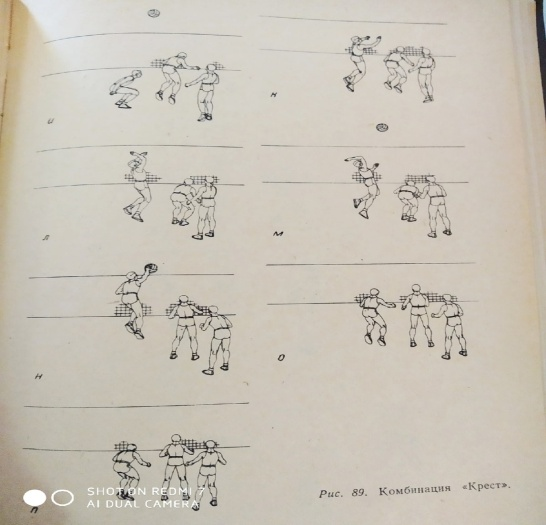 и
к
л
м
н
о
п
Рис. 89. Комбинация «Крест».
SHOT ON REDMI 7
AI DUAL CAMERA